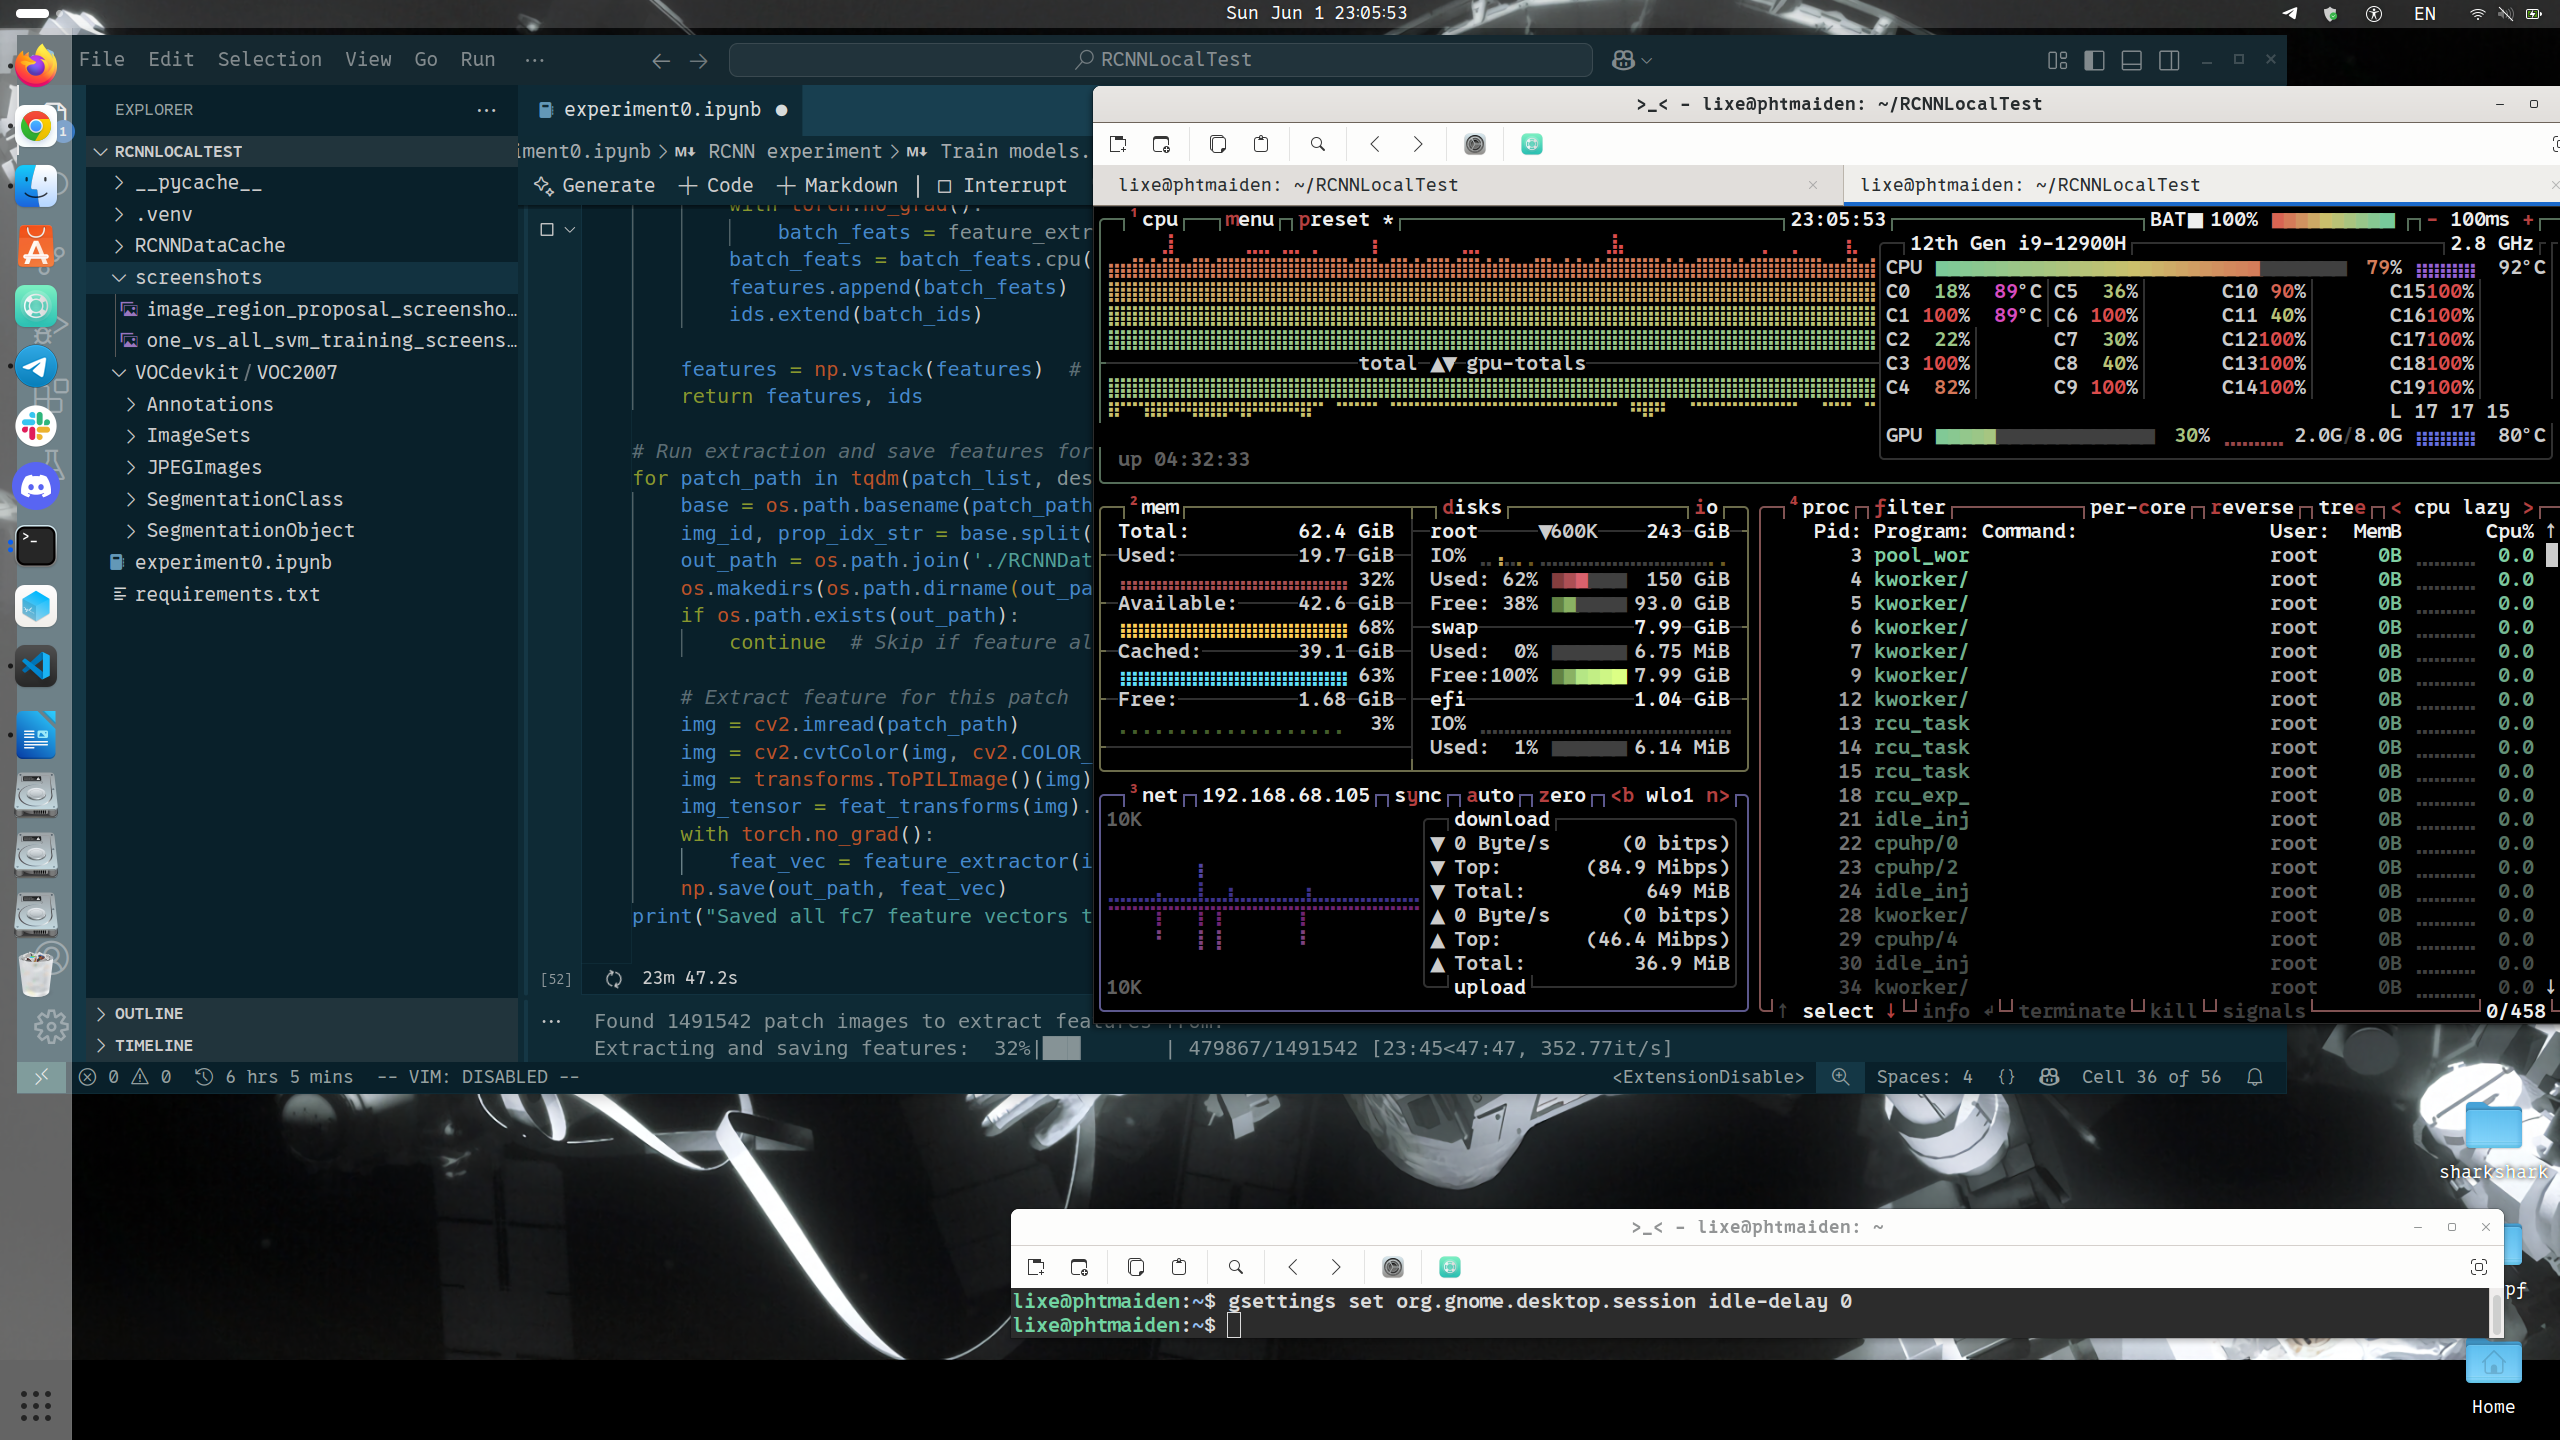 Sun Jun 1 23:05:53
EN
File Edit Selection View Go Run ···
RCNNLocalTest
EXPLORER
RCNNLOCALTEST
__pycache__
.venv
RCNNDataCache
screenshots
image_region_proposal_screensho...
one_vs_all_svm_training_screens...
VOCdevkit/VOC2007
Annotations
ImageSets
JPEGImages
SegmentationClass
SegmentationObject
experiment0.ipynb
requirements.txt
OUTLINE
TIMELINE
1
experiment0.ipynb
iment0.ipynb > M↓ RCNN experiment > M↓ Train models.
Generate + Code + Markdown | Interrupt
with torch.no_grad():
batch_feats = feature_extr
batch_feats = batch_feats.cpu(
features.append(batch_feats)
ids.extend(batch_ids)
features = np.vstack(features) #
return features, ids
# Run extraction and save features for
for patch_path in tqdm(patch_list, des
base = os.path.basename(patch_path
img_id, prop_idx_str = base.split(
out_path = os.path.join('./RCNNDat
os.makedirs(os.path.dirname(out_pa
if os.path.exists(out_path):
continue # Skip if feature al
# Extract feature for this patch
img = cv2.imread(patch_path)
img = cv2.cvtColor(img, cv2.COLOR_
img = transforms.ToPILImage()(img)
img_tensor = feat_transforms(img).
with torch.no_grad():
feat_vec = feature_extractor(i
np.save(out_path, feat_vec)
print("Saved all fc7 feature vectors t
[52] 23m 47.2s
Found 1491542 patch images to extract features from.
Extracting and saving features: 32%| | 479867/1491542 [23:45<47:47, 352.77it/s]
0 0 6 hrs 5 mins -- VIM: DISABLED --
<ExtensionDisable> Spaces: 4 {} Cell 36 of 56
>_< - lixe@phtmaiden: ~/RCNNLocalTest
lixe@phtmaiden: ~/RCNNLocalTest
lixe@phtmaiden: ~/RCNNLocalTest
1cpu menu preset * 23:05:53 BAT■ 100% - 100ms +
12th Gen i9-12900H 2.8 GHz
CPU 79% 92°C
C0 18% 89°C C5 36% C10 90% C15100%
C1 100% 89°C C6 100% C11 40% C16100%
C2 22% C7 30% C12100% C17100%
C3 100% C8 40% C13100% C18100%
C4 82% C9 100% C14100% C19100%
L 17 17 15
GPU 30% 2.0G/8.0G 80°C
total ▲▼ gpu-totals
up 04:32:33
2mem disks io
Total: 62.4 GiB
Used: 19.7 GiB
32%
Available: 42.6 GiB
68%
Cached: 39.1 GiB
63%
Free: 1.68 GiB
3%
root ▼600K 243 GiB
IO%
Used: 62% 150 GiB
Free: 38% 93.0 GiB
swap 7.99 GiB
Used: 0% 6.75 MiB
Free:100% 7.99 GiB
efi 1.04 GiB
IO%
Used: 1% 6.14 MiB
3net 192.168.68.105 sync auto zero <b wlo1 n>
10K
download
▼ 0 Byte/s (0 bitps)
▼ Top: (84.9 Mibps)
▼ Total: 649 MiB
▲ 0 Byte/s (0 bitps)
▲ Top: (46.4 Mibps)
▲ Total: 36.9 MiB
upload
10K
4proc filter per-core reverse tree < cpu lazy >
Pid: Program: Command: User: MemB Cpu% ↑
3 pool_wor root 0B 0.0
4 kworker/ root 0B 0.0
5 kworker/ root 0B 0.0
6 kworker/ root 0B 0.0
7 kworker/ root 0B 0.0
9 kworker/ root 0B 0.0
12 kworker/ root 0B 0.0
13 rcu_task root 0B 0.0
14 rcu_task root 0B 0.0
15 rcu_task root 0B 0.0
18 rcu_exp_ root 0B 0.0
21 idle_inj root 0B 0.0
22 cpuhp/0 root 0B 0.0
23 cpuhp/2 root 0B 0.0
24 idle_inj root 0B 0.0
28 kworker/ root 0B 0.0
29 cpuhp/4 root 0B 0.0
30 idle_inj root 0B 0.0
34 kworker/ root 0B 0.0 ↓
↑ select ↓ info ↲ terminate kill signals 0/458
sharkshark
pf
Home
>_< - lixe@phtmaiden: ~
lixe@phtmaiden:~$ gsettings set org.gnome.desktop.session idle-delay 0
lixe@phtmaiden:~$